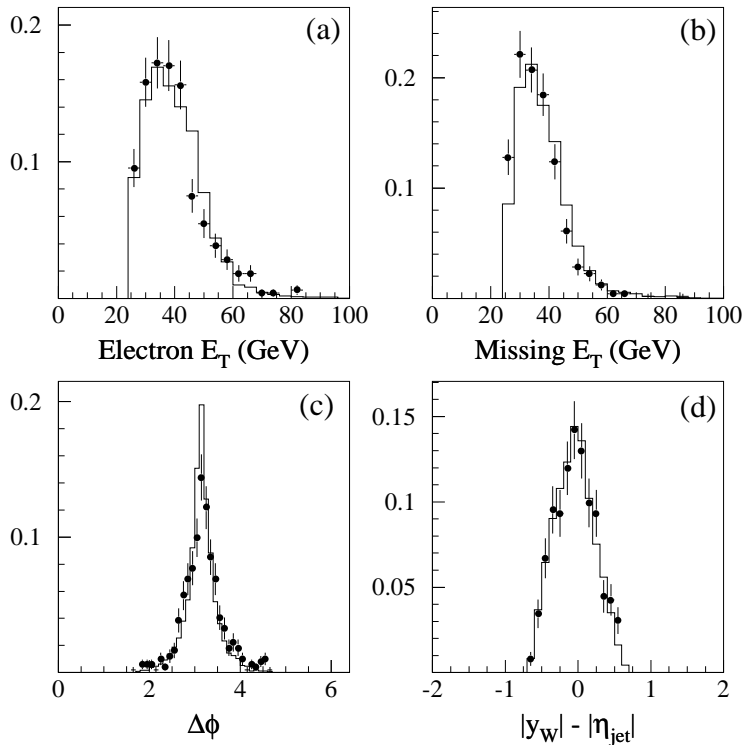 (a)
0.2
0.1
0 20 40 60 80 100
Electron E_T (GeV)
(b)
0.2
0.1
0 20 40 60 80 100
Missing E_T (GeV)
(c)
0.2
0.1
0 2 4 6
Δϕ
(d)
0.15
0.1
0.05
-2 -1 0 1 2
|y_W| - |η_jet|